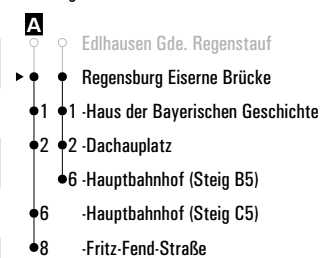 A
Edlhausen Gde. Regenstauf
Regensburg Eiserne Brücke
1 1 -Haus der Bayerischen Geschichte
2 2 -Dachauplatz
6 -Hauptbahnhof (Steig B5)
6 -Hauptbahnhof (Steig C5)
8 -Fritz-Fend-Straße